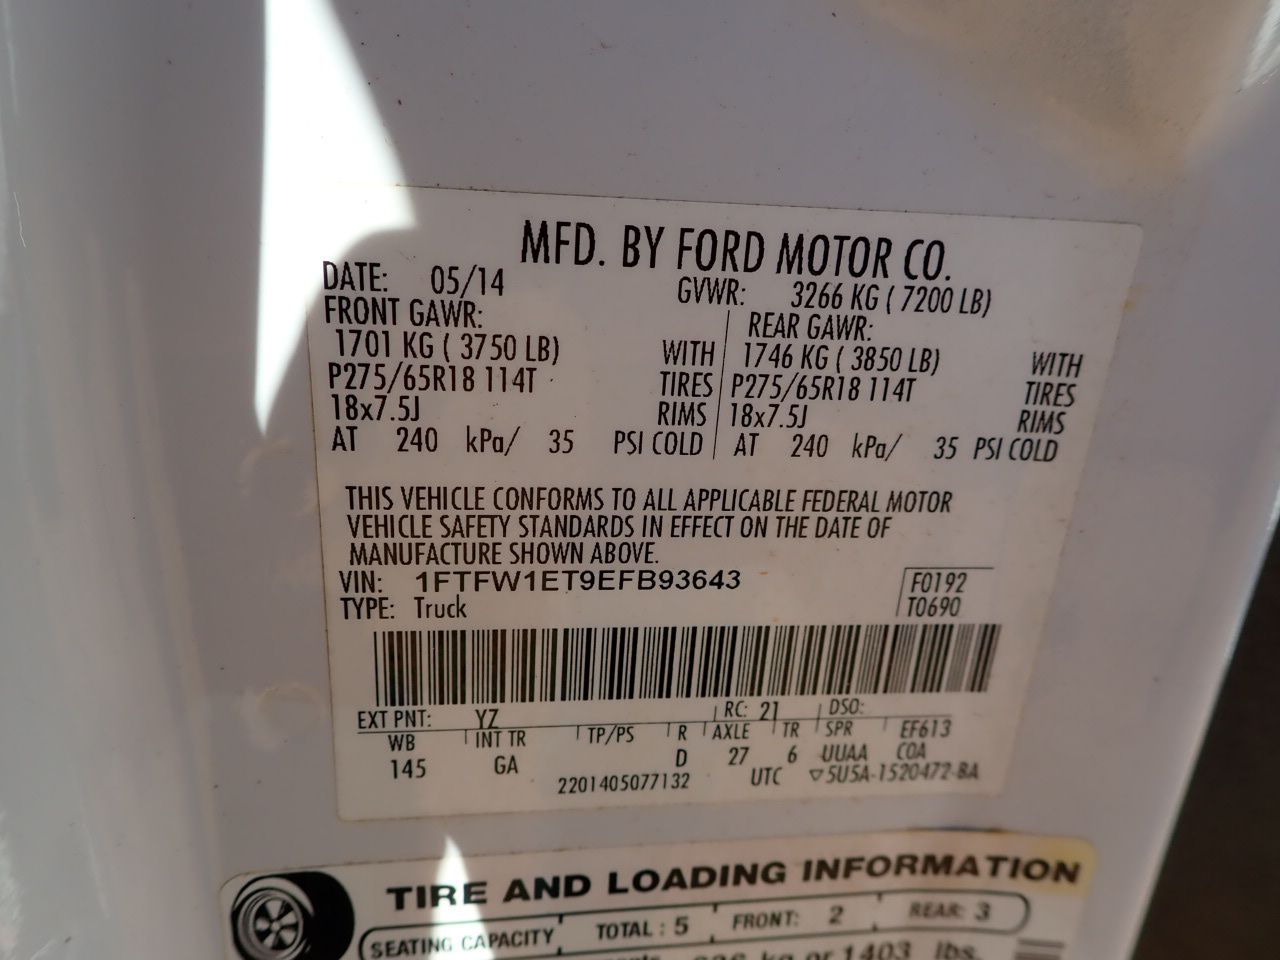 MFD. BY FORD MOTOR CO.
DATE: 05/14 GVWR: 3266 KG ( 7200 LB)
FRONT GAWR: REAR GAWR:
1701 KG ( 3750 LB) WITH 1746 KG ( 3850 LB) WITH
P275/65R18 114T TIRES P275/65R18 114T TIRES
18x7.5J RIMS 18x7.5J RIMS
AT 240 kPa/ 35 PSI COLD AT 240 kPa/ 35 PSI COLD
THIS VEHICLE CONFORMS TO ALL APPLICABLE FEDERAL MOTOR
VEHICLE SAFETY STANDARDS IN EFFECT ON THE DATE OF
MANUFACTURE SHOWN ABOVE.
VIN: 1FTFW1ET9EFB93643 F0192
TYPE: Truck T0690
EXT PNT: YZ RC: 21 DSO:
WB INT TR TP/PS R AXLE TR SPR EF613
145 GA D 27 6 UUAA COA
2201405077132 UTC ▽5U5A-1520472-BA
TIRE AND LOADING INFORMATION
SEATING CAPACITY TOTAL : 5 FRONT: 2 REAR: 3
kg or 1403 lbs.